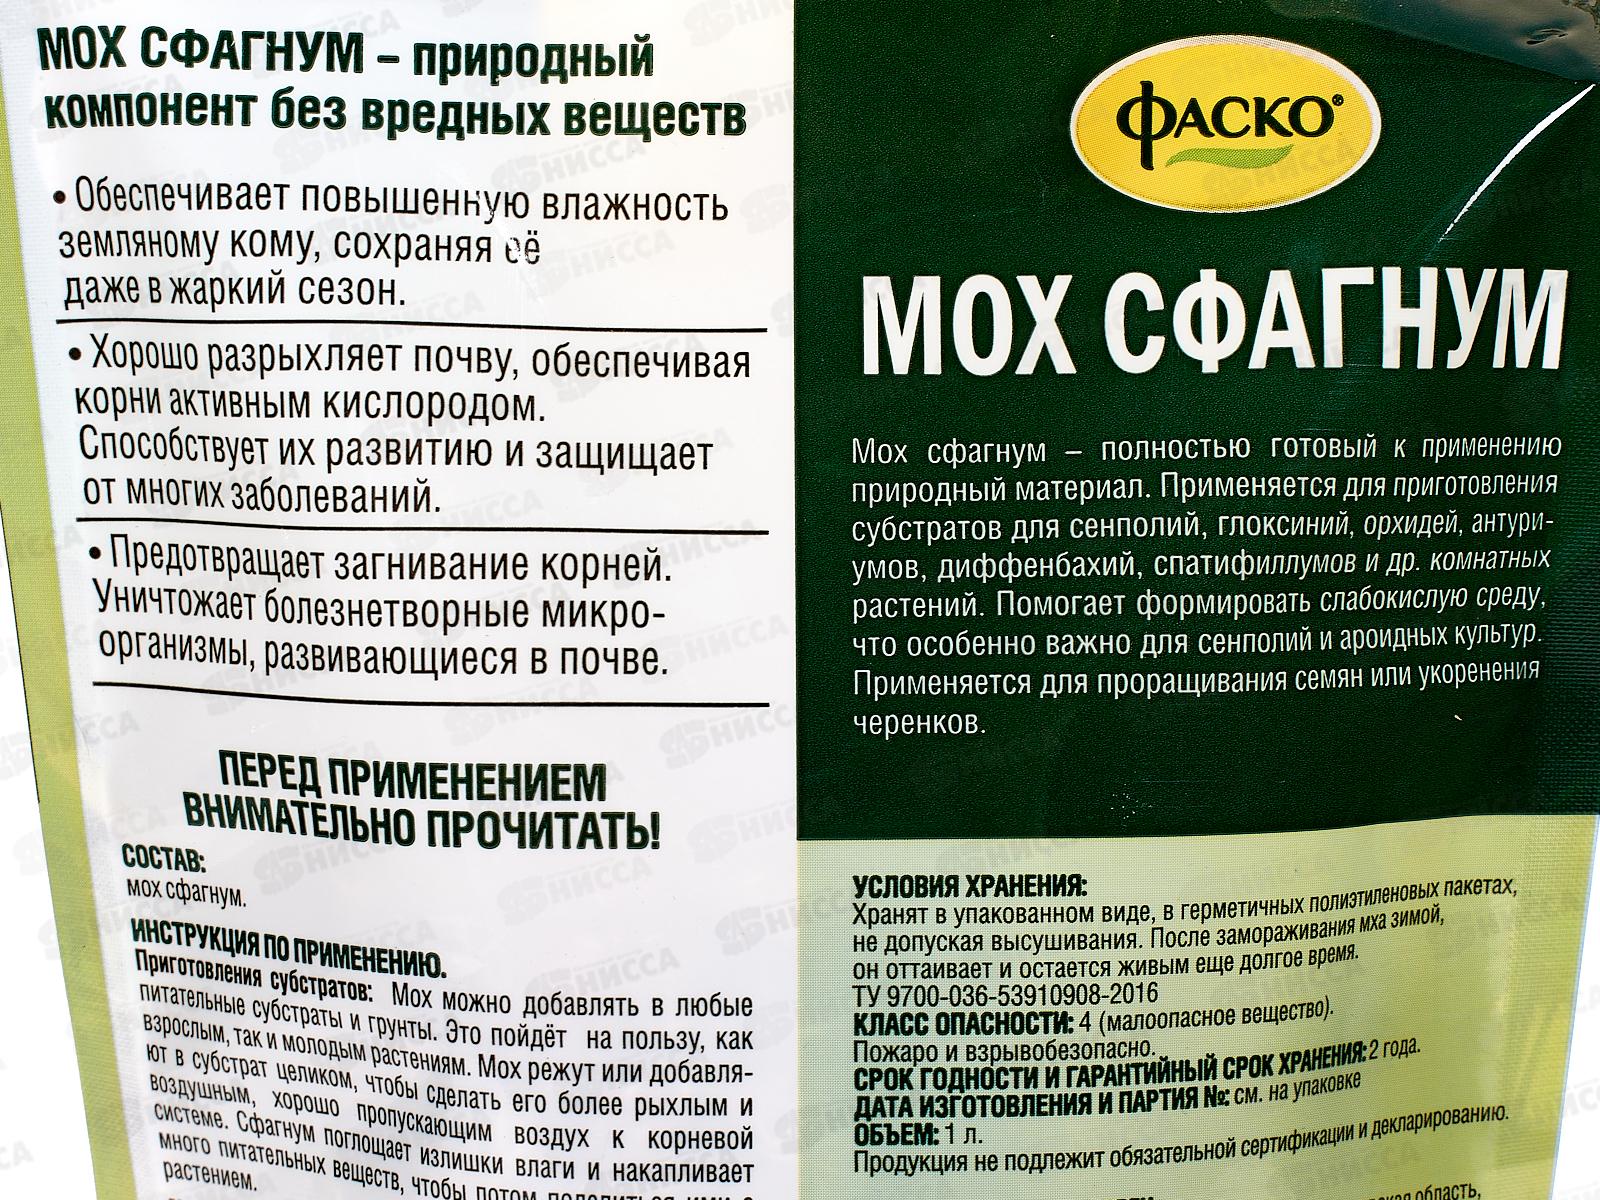 МОХ СФАГНУМ – природный
компонент без вредных веществ
• Обеспечивает повышенную влажность
земляному кому, сохраняя её
даже в жаркий сезон.
• Хорошо разрыхляет почву, обеспечивая
корни активным кислородом.
Способствует их развитию и защищает
от многих заболеваний.
• Предотвращает загнивание корней.
Уничтожает болезнетворные микро-
организмы, развивающиеся в почве.
ПЕРЕД ПРИМЕНЕНИЕМ
ВНИМАТЕЛЬНО ПРОЧИТАТЬ!
СОСТАВ:
мох сфагнум.
ИНСТРУКЦИЯ ПО ПРИМЕНЕНИЮ.
Приготовления субстратов: Мох можно добавлять в любые
питательные субстраты и грунты. Это пойдёт на пользу, как
взрослым, так и молодым растениям. Мох режут или добавля-
ют в субстрат целиком, чтобы сделать его более рыхлым и
воздушным, хорошо пропускающим воздух к корневой
системе. Сфагнум поглощает излишки влаги и накапливает
много питательных веществ, чтобы потом поделиться ими с
растением.
ФАСКО®
МОХ СФАГНУМ
Мох сфагнум – полностью готовый к применению
природный материал. Применяется для приготовления
субстратов для сенполий, глоксиний, орхидей, антури-
умов, диффенбахий, спатифиллумов и др. комнатных
растений. Помогает формировать слабокислую среду,
что особенно важно для сенполий и ароидных культур.
Применяется для проращивания семян или укоренения
черенков.
УСЛОВИЯ ХРАНЕНИЯ:
Хранят в упакованном виде, в герметичных полиэтиленовых пакетах,
не допуская высушивания. После замораживания мха зимой,
он оттаивает и остается живым еще долгое время.
ТУ 9700-036-53910908-2016
КЛАСС ОПАСНОСТИ: 4 (малоопасное вещество).
Пожаро и взрывобезопасно.
СРОК ГОДНОСТИ И ГАРАНТИЙНЫЙ СРОК ХРАНЕНИЯ: 2 года.
ДАТА ИЗГОТОВЛЕНИЯ И ПАРТИЯ №: см. на упаковке
ОБЪЕМ: 1 л.
Продукция не подлежит обязательной сертификации и декларированию.
область,